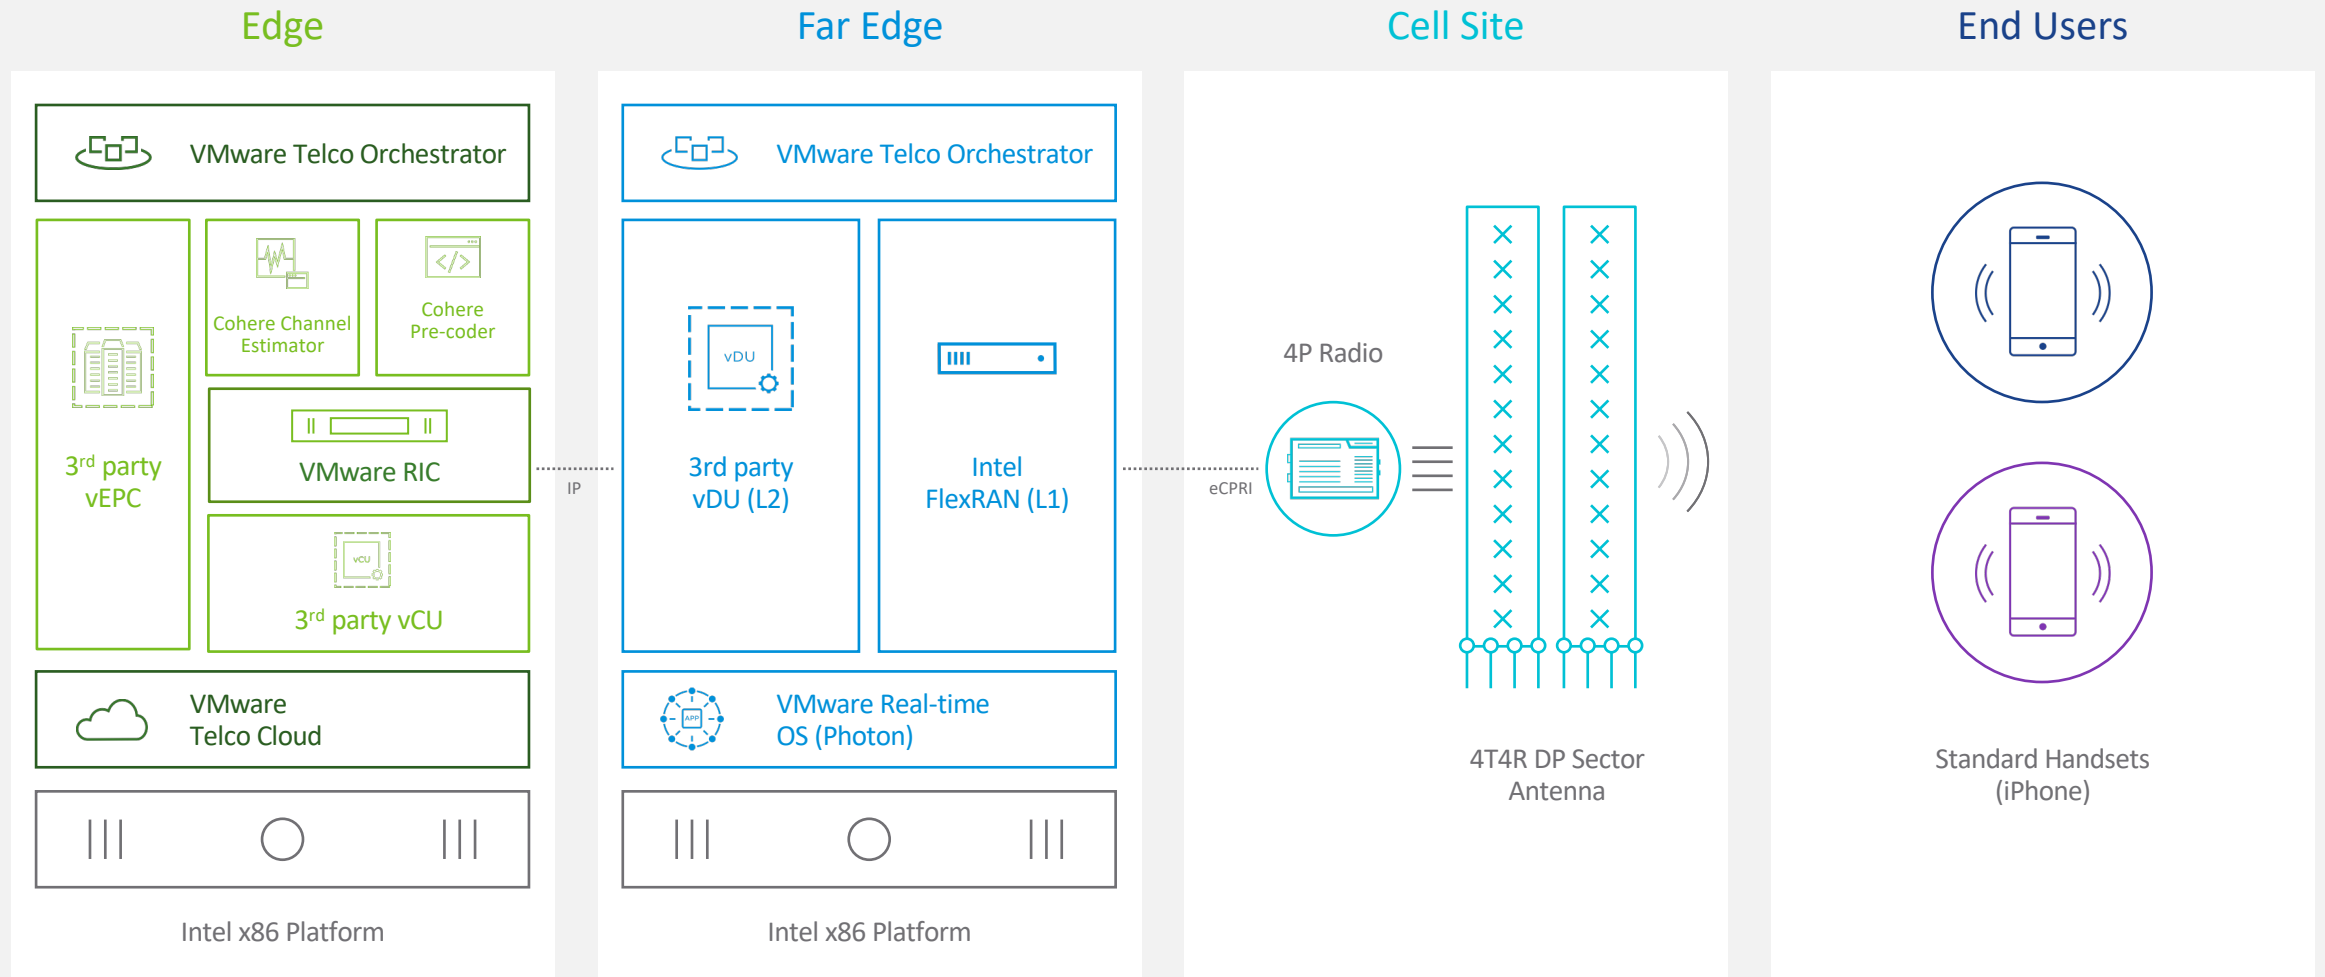 Edge
Far Edge
Cell Site
End Users
VMware Telco Orchestrator
3rd party
vEPC
Cohere Channel
Estimator
Cohere
Pre-coder
VMware RIC
vCU
3rd party vCU
VMware
Telco Cloud
Intel x86 Platform
IP
VMware Telco Orchestrator
vDU
3rd party
vDU (L2)
Intel
FlexRAN (L1)
APP
VMware Real-time
OS (Photon)
Intel x86 Platform
eCPRI
4P Radio
4T4R DP Sector
Antenna
Standard Handsets
(iPhone)